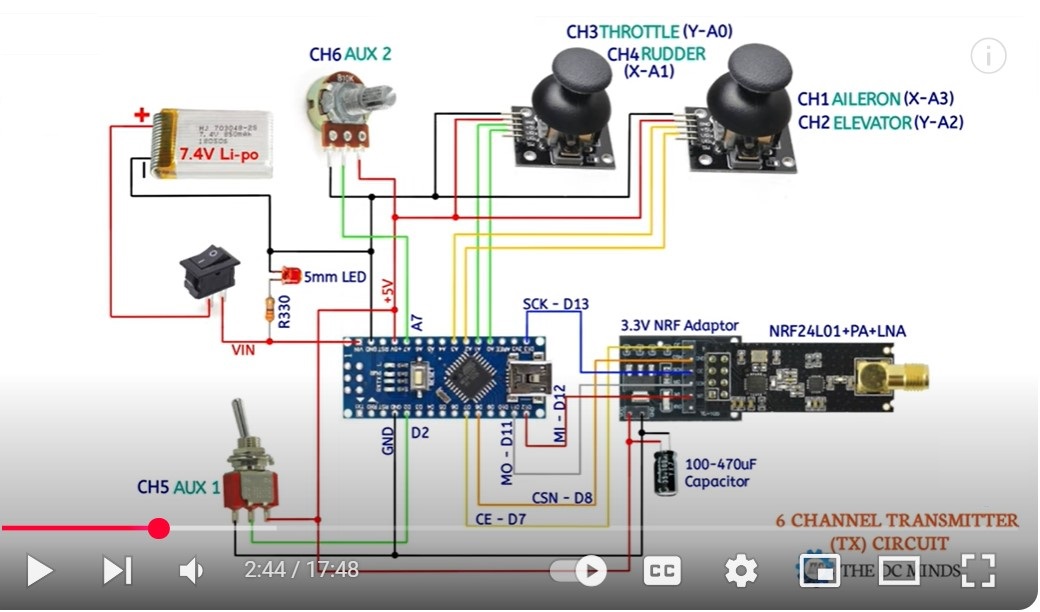 CH3 THROTTLE (Y-A0)
CH4 RUDDER
(X-A1)
CH6 AUX 2
CH1 AILERON (X-A3)
CH2 ELEVATOR (Y-A2)
B10K
+
7.4V Li-po
5mm LED
R330
+5V
A7
VIN
SCK - D13
3.3V NRF Adaptor
NRF24L01+PA+LNA
GND
D2
MO - D11
MI - D12
CH5 AUX 1
100-470uF
Capacitor
CSN - D8
CE - D7
6 CHANNEL TRANSMITTER
(TX) CIRCUIT
2:44 / 17:48
CC
THE DC MINDS